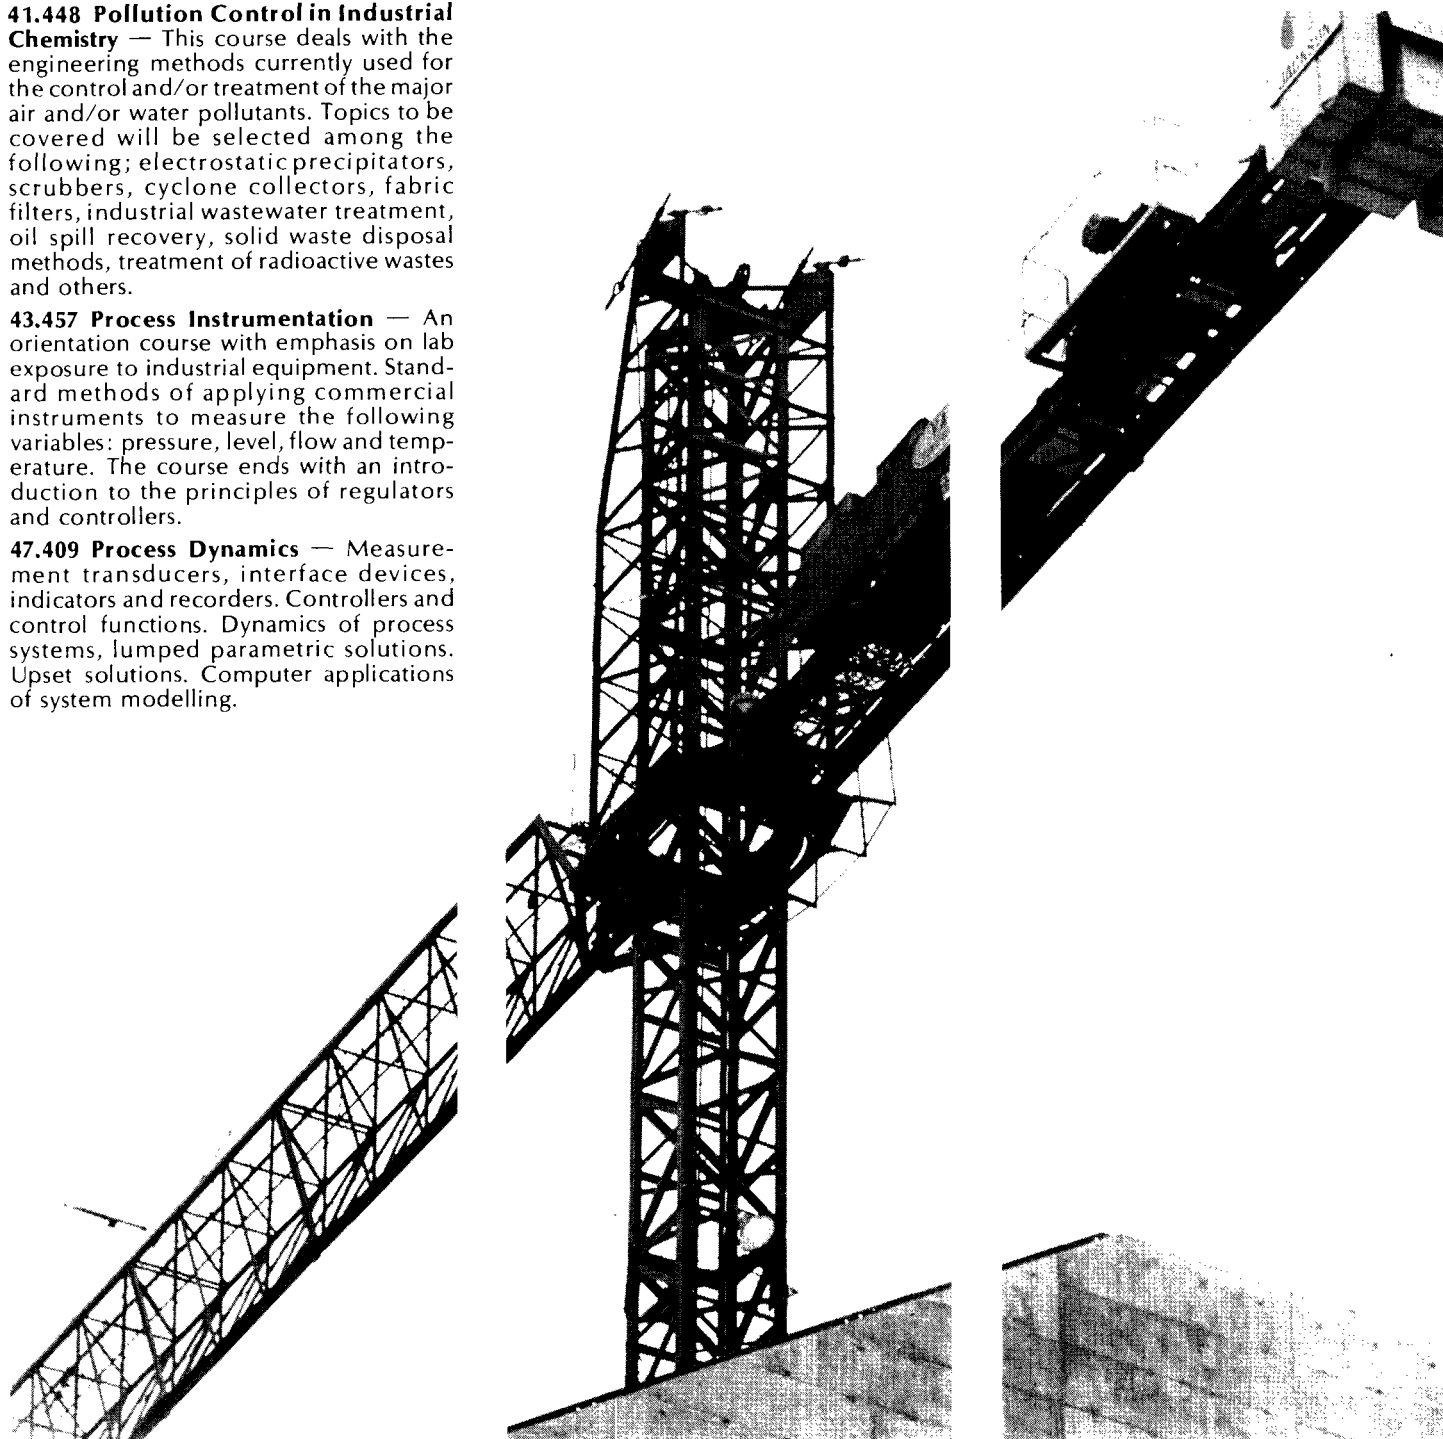 41.448 Pollution Control in Industrial
Chemistry — This course deals with the
engineering methods currently used for
the control and/or treatment of the major
air and/or water pollutants. Topics to be
covered will be selected among the
following; electrostatic precipitators,
scrubbers, cyclone collectors, fabric
filters, industrial wastewater treatment,
oil spill recovery, solid waste disposal
methods, treatment of radioactive wastes
and others.
43.457 Process Instrumentation — An
orientation course with emphasis on lab
exposure to industrial equipment. Stand-
ard methods of applying commercial
instruments to measure the following
variables: pressure, level, flow and temp-
erature. The course ends with an intro-
duction to the principles of regulators
and controllers.
47.409 Process Dynamics — Measure-
ment transducers, interface devices,
indicators and recorders. Controllers and
control functions. Dynamics of process
systems, lumped parametric solutions.
Upset solutions. Computer applications
of system modelling.